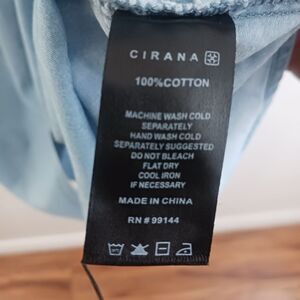 CIRANA
100%COTTON
MACHINE WASH COLD
SEPARATELY
HAND WASH COLD
SEPARATELY SUGGESTED
DO NOT BLEACH
FLAT DRY
COOL IRON
IF NECESSARY
MADE IN CHINA
RN # 99144